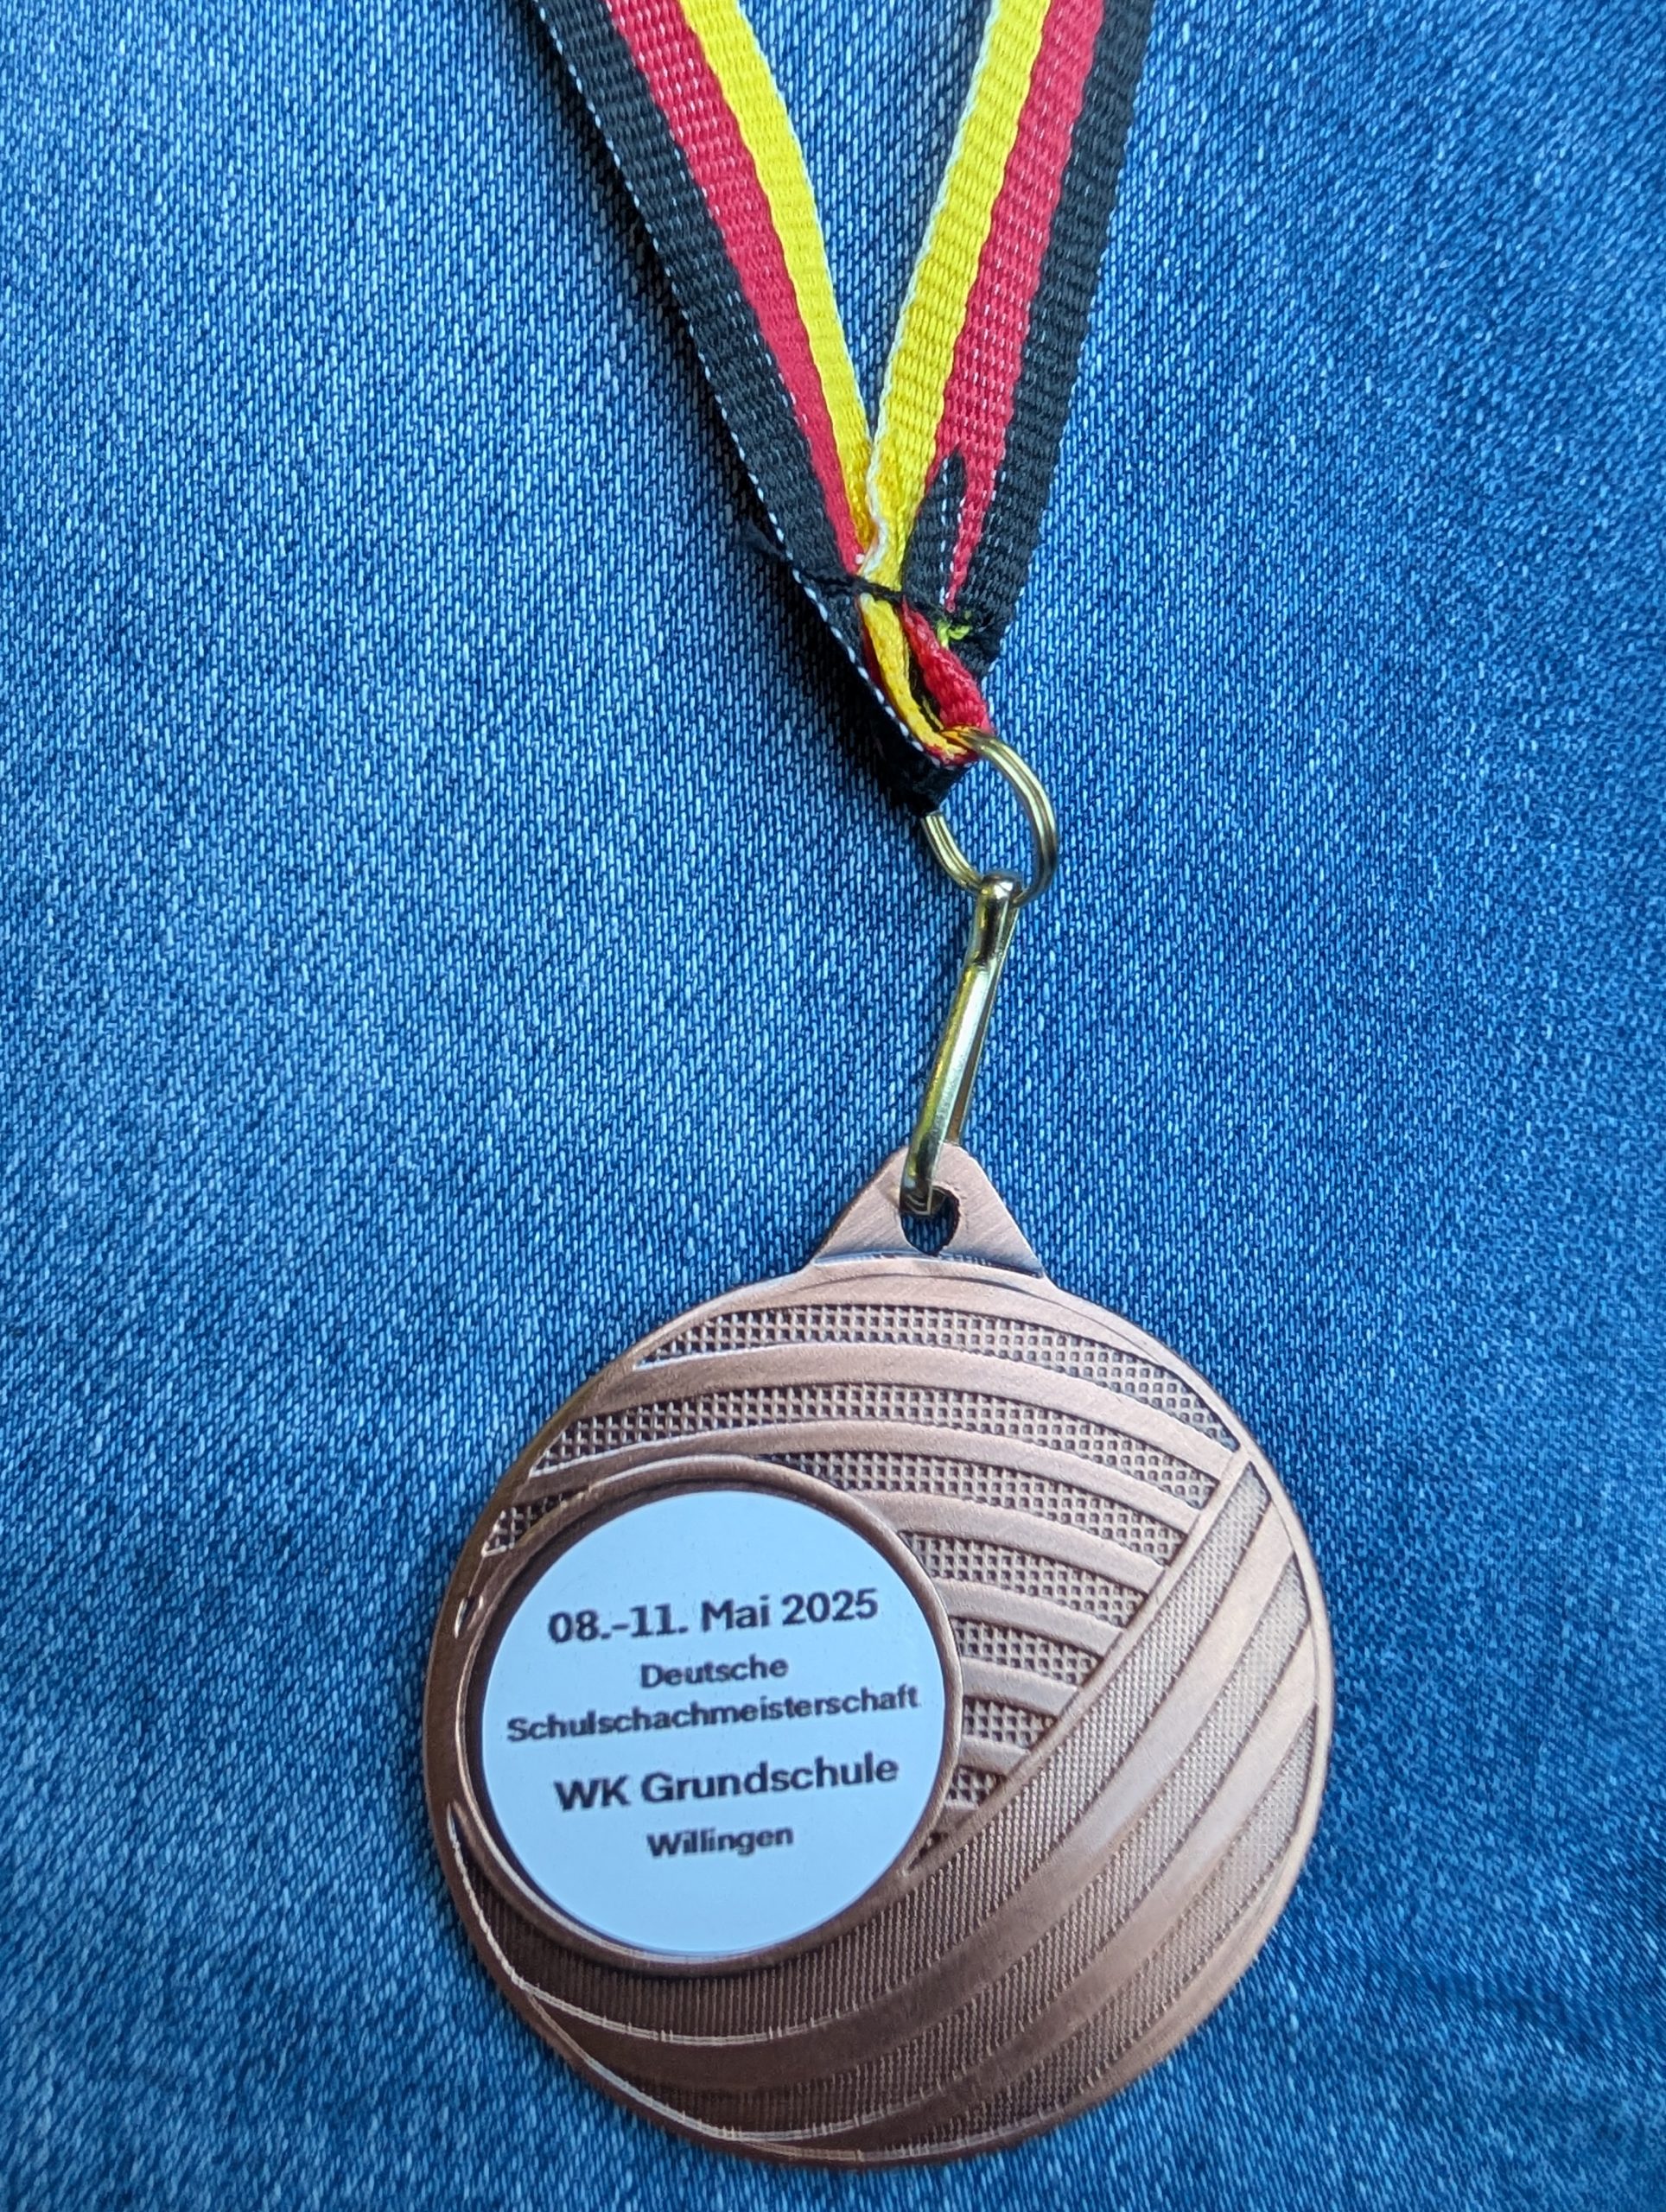 08.-11. Mai 2025
Deutsche
Schulschachmeisterschaft
WK Grundschule
Willingen